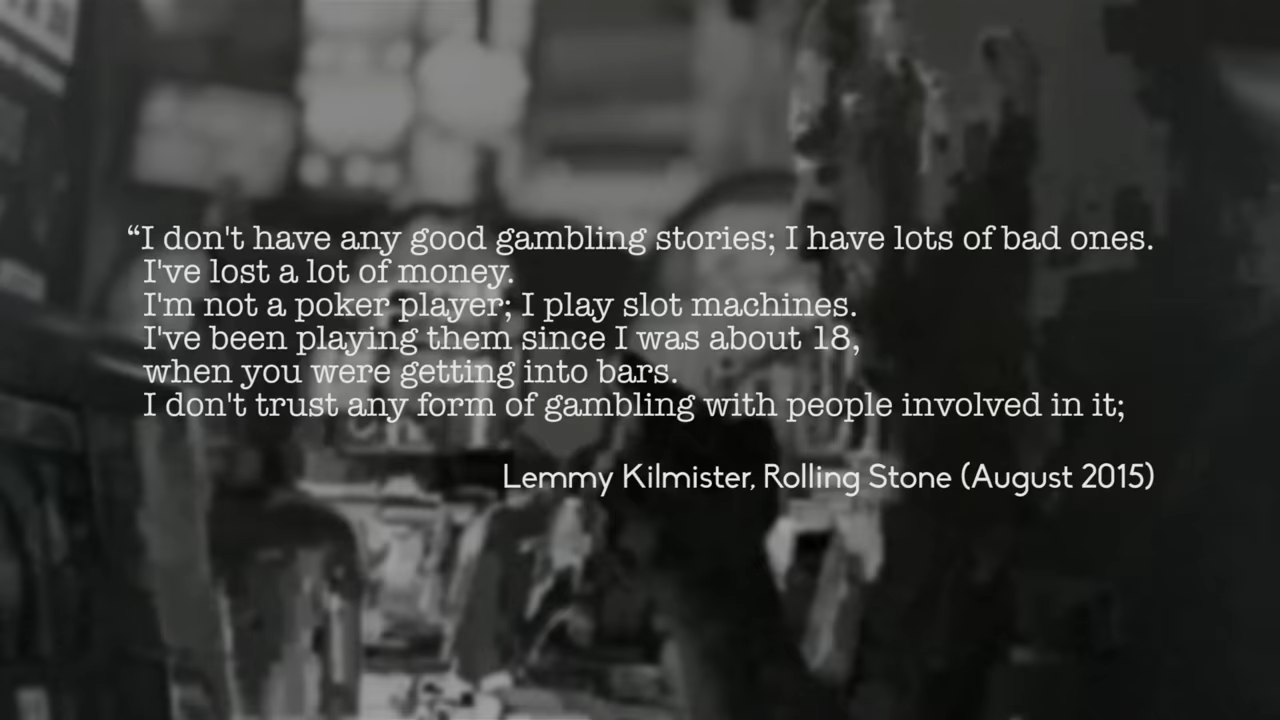 “I don't have any good gambling stories; I have lots of bad ones.
I've lost a lot of money.
I'm not a poker player; I play slot machines.
I've been playing them since I was about 18,
when you were getting into bars.
I don't trust any form of gambling with people involved in it;
Lemmy Kilmister, Rolling Stone (August 2015)